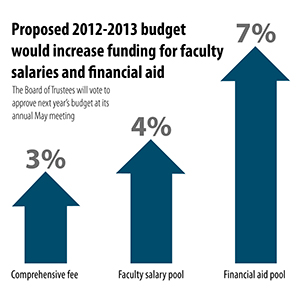 Proposed 2012-2013 budget
would increase funding for faculty
salaries and financial aid
The Board of Trustees will vote to
approve next year's budget at its
annual May meeting
7%
4%
3%
Comprehensive fee
Faculty salary pool
Financial aid pool